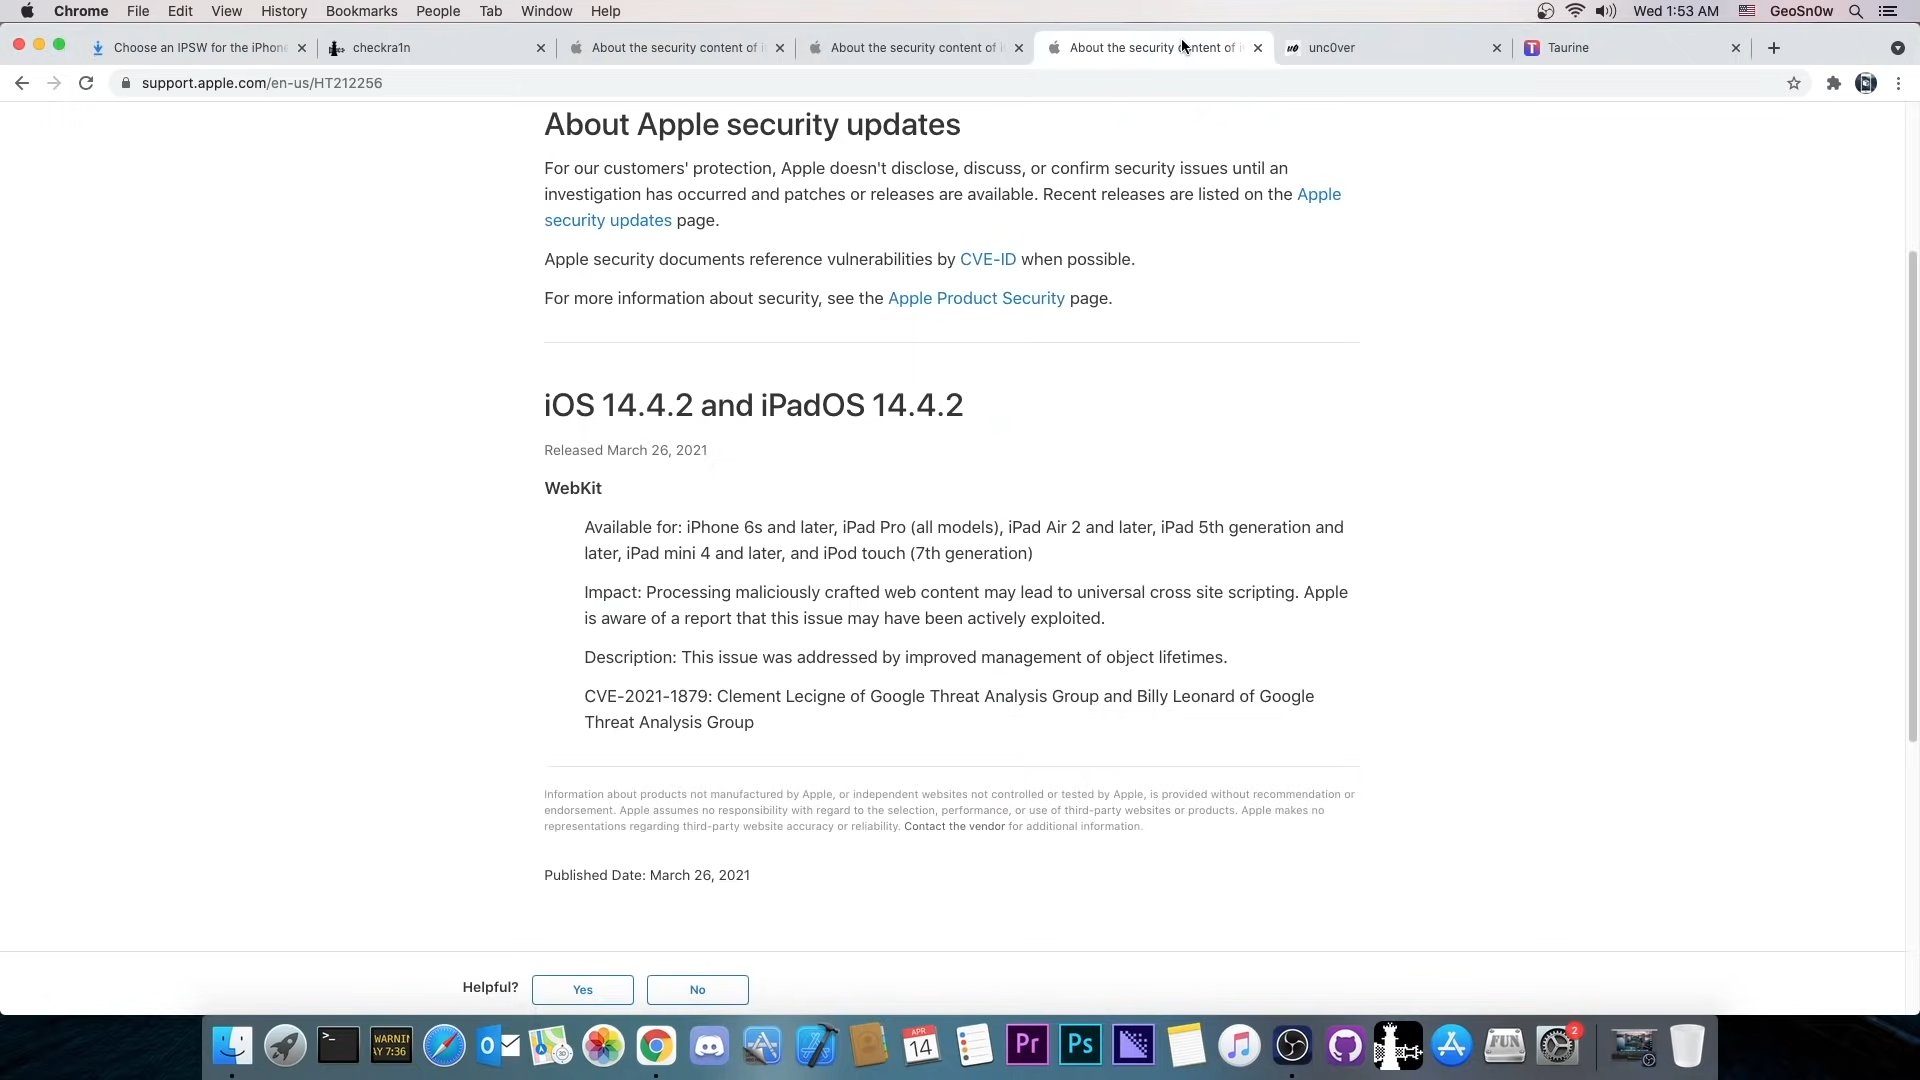 Chrome File Edit View History Bookmarks People Tab Window Help Wed 1:53 AM GeoSn0w
Choose an IPSW for the iPhone checkra1n About the security content of i About the security content of i About the security content of i unc0ver Taurine
support.apple.com/en-us/HT212256
About Apple security updates
For our customers' protection, Apple doesn't disclose, discuss, or confirm security issues until an
investigation has occurred and patches or releases are available. Recent releases are listed on the Apple
security updates page.
Apple security documents reference vulnerabilities by CVE-ID when possible.
For more information about security, see the Apple Product Security page.
iOS 14.4.2 and iPadOS 14.4.2
Released March 26, 2021
WebKit
Available for: iPhone 6s and later, iPad Pro (all models), iPad Air 2 and later, iPad 5th generation and
later, iPad mini 4 and later, and iPod touch (7th generation)
Impact: Processing maliciously crafted web content may lead to universal cross site scripting. Apple
is aware of a report that this issue may have been actively exploited.
Description: This issue was addressed by improved management of object lifetimes.
CVE-2021-1879: Clement Lecigne of Google Threat Analysis Group and Billy Leonard of Google
Threat Analysis Group
Information about products not manufactured by Apple, or independent websites not controlled or tested by Apple, is provided without recommendation or
endorsement. Apple assumes no responsibility with regard to the selection, performance, or use of third-party websites or products. Apple makes no
representations regarding third-party website accuracy or reliability. Contact the vendor for additional information.
Published Date: March 26, 2021
Helpful? Yes No
WARNIN
AY 7:36
APR
14
Pr Ps
FUN
2